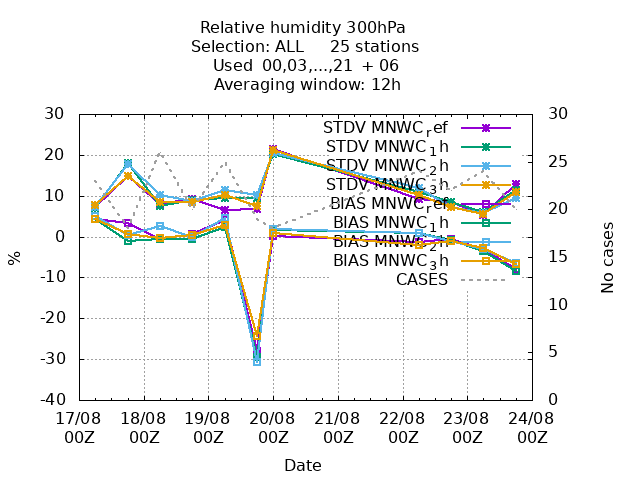 Relative humidity 300hPa
Selection: ALL 25 stations
Used 00,03,...,21 + 06
Averaging window: 12h
30 30
STDV MNWC_ref
STDV MNWC_1h
20 25
STDV MNWC_2h
STDV MNWC_3h
10 20
BIAS MNWC_ref
BIAS MNWC_1h
0
BIAS MNWC_2h
15
BIAS MNWC_3h
% No cases
-10
CASES
10
-20
5
-30
-40 0
17/08 18/08 19/08 20/08 21/08 22/08 23/08 24/08
00Z 00Z 00Z 00Z 00Z 00Z 00Z 00Z
Date